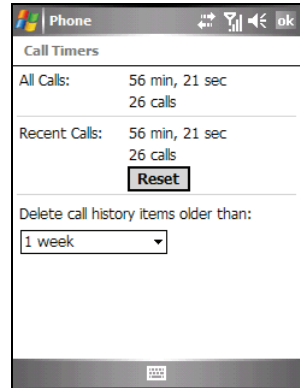 Phone
ok
Call Timers
All Calls: 56 min, 21 sec
26 calls
Recent Calls: 56 min, 21 sec
26 calls
Reset
Delete call history items older than:
1 week